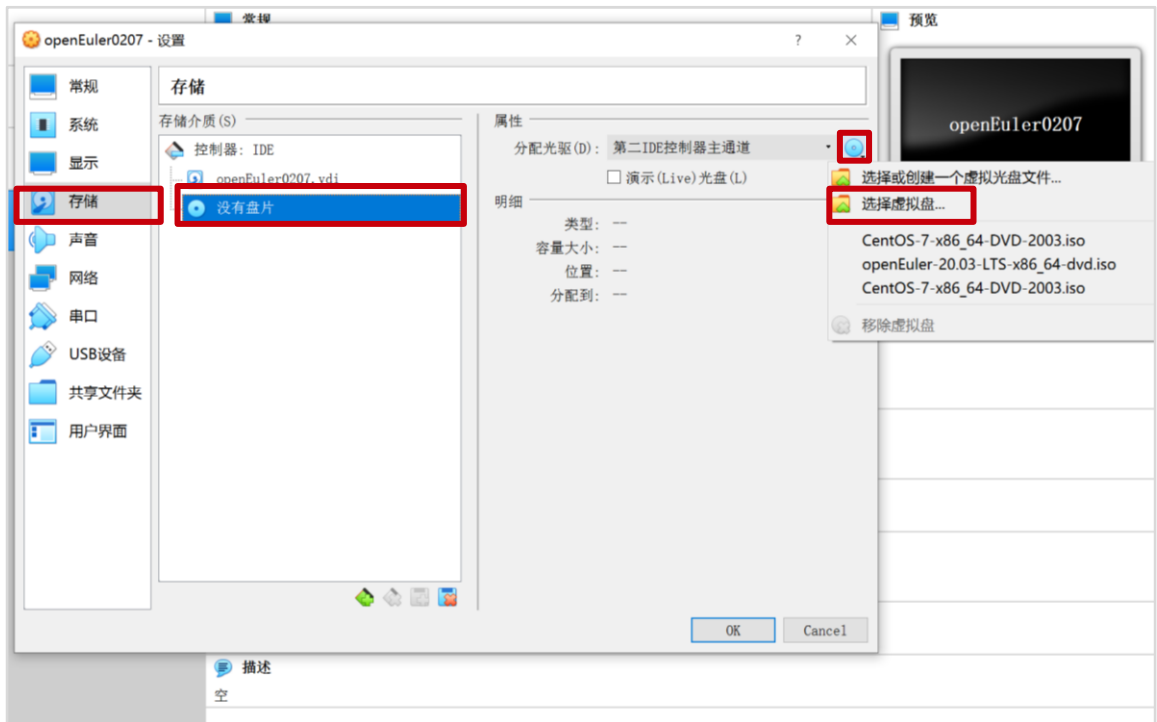 常规
预览
openEuler0207 - 设置
? ×
常规
系统
显示
存储
声音
网络
串口
USB设备
共享文件夹
用户界面
存储
存储介质(S)
控制器: IDE
openEuler0207.vdi
没有盘片
属性
分配光驱(D): 第二IDE控制器主通道
演示(Live)光盘(L)
明细
类型: --
容量大小: --
位置: --
分配到: --
openEuler0207
选择或创建一个虚拟光盘文件...
选择虚拟盘...
CentOS-7-x86_64-DVD-2003.iso
openEuler-20.03-LTS-x86_64-dvd.iso
CentOS-7-x86_64-DVD-2003.iso
移除虚拟盘
OK Cancel
描述
空